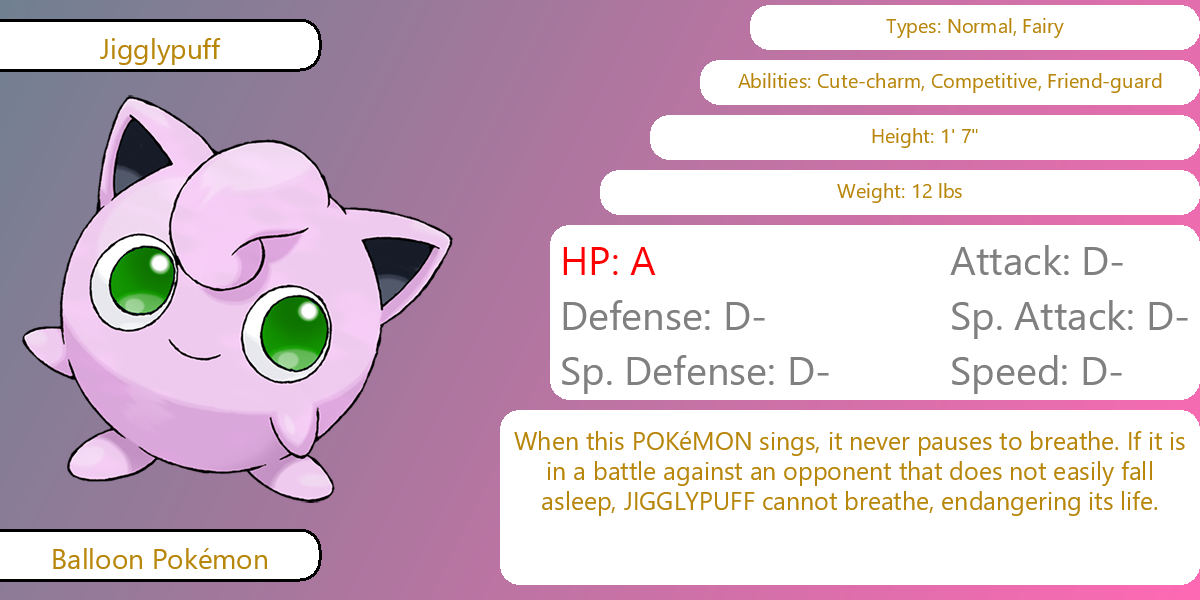 Jigglypuff
Types: Normal, Fairy
Abilities: Cute-charm, Competitive, Friend-guard
Height: 1' 7"
Weight: 12 lbs
HP: A Attack: D-
Defense: D- Sp. Attack: D-
Sp. Defense: D- Speed: D-
When this POKéMON sings, it never pauses to breathe. If it is
in a battle against an opponent that does not easily fall
asleep, JIGGLYPUFF cannot breathe, endangering its life.
Balloon Pokémon